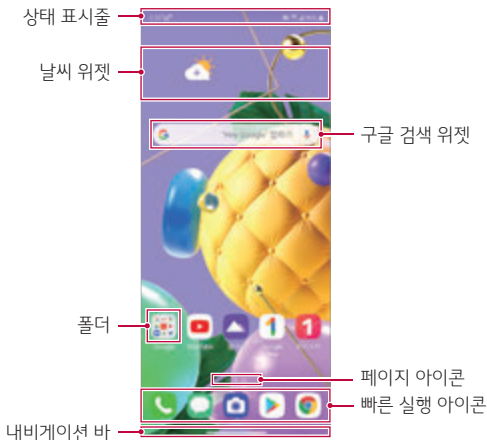 상태 표시줄
날씨 위젯
구글 검색 위젯
폴더
페이지 아이콘
빠른 실행 아이콘
내비게이션 바